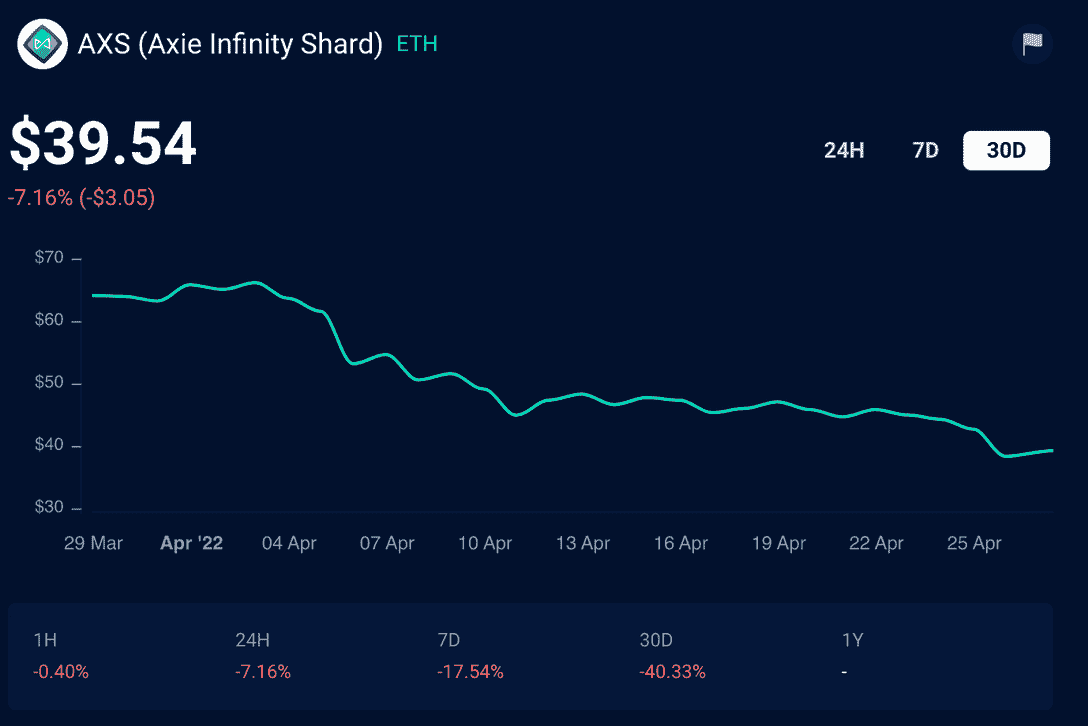 AXS (Axie Infinity Shard) ETH
$39.54
24H 7D 30D
-7.16% (-$3.05)
$70
$60
$50
$40
$30
29 Mar Apr '22 04 Apr 07 Apr 10 Apr 13 Apr 16 Apr 19 Apr 22 Apr 25 Apr
1H 24H 7D 30D 1Y
-0.40% -7.16% -17.54% -40.33% -